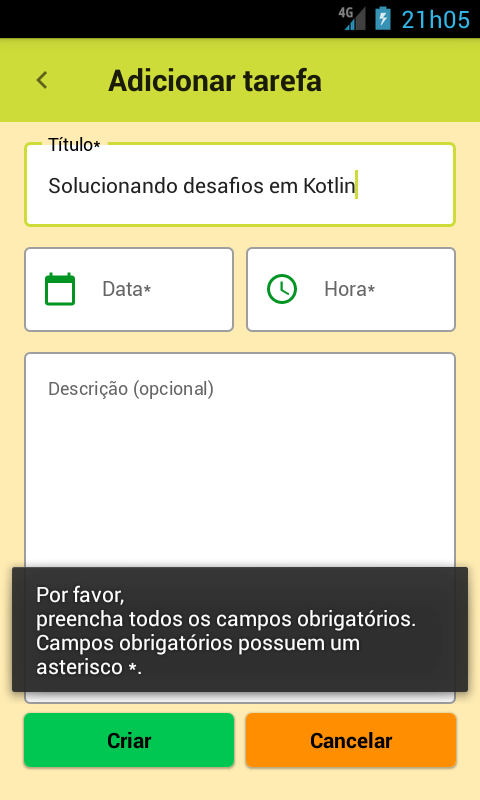 4G
21h05
Adicionar tarefa
Título*
Solucionando desafios em Kotlin
Data*
Hora*
Descrição (opcional)
Por favor,
preencha todos os campos obrigatórios.
Campos obrigatórios possuem um
asterisco *.
Criar
Cancelar